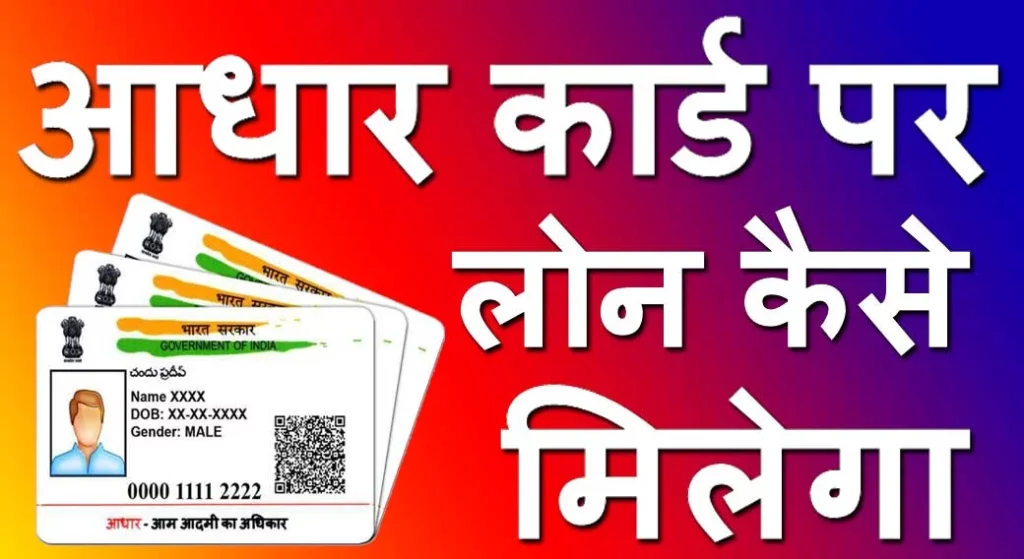 आधार कार्ड पर
लोन कैसे
मिलेगा
भारत सरकार
भारत सरकार
भारत सरकार
GOVERNMENT OF INDIA
చందు ప్రదీప్
Name XXXX
DOB: XX-XX-XXXX
Gender: MALE
0000 1111 2222
आधार - आम आदमी का अधिकार